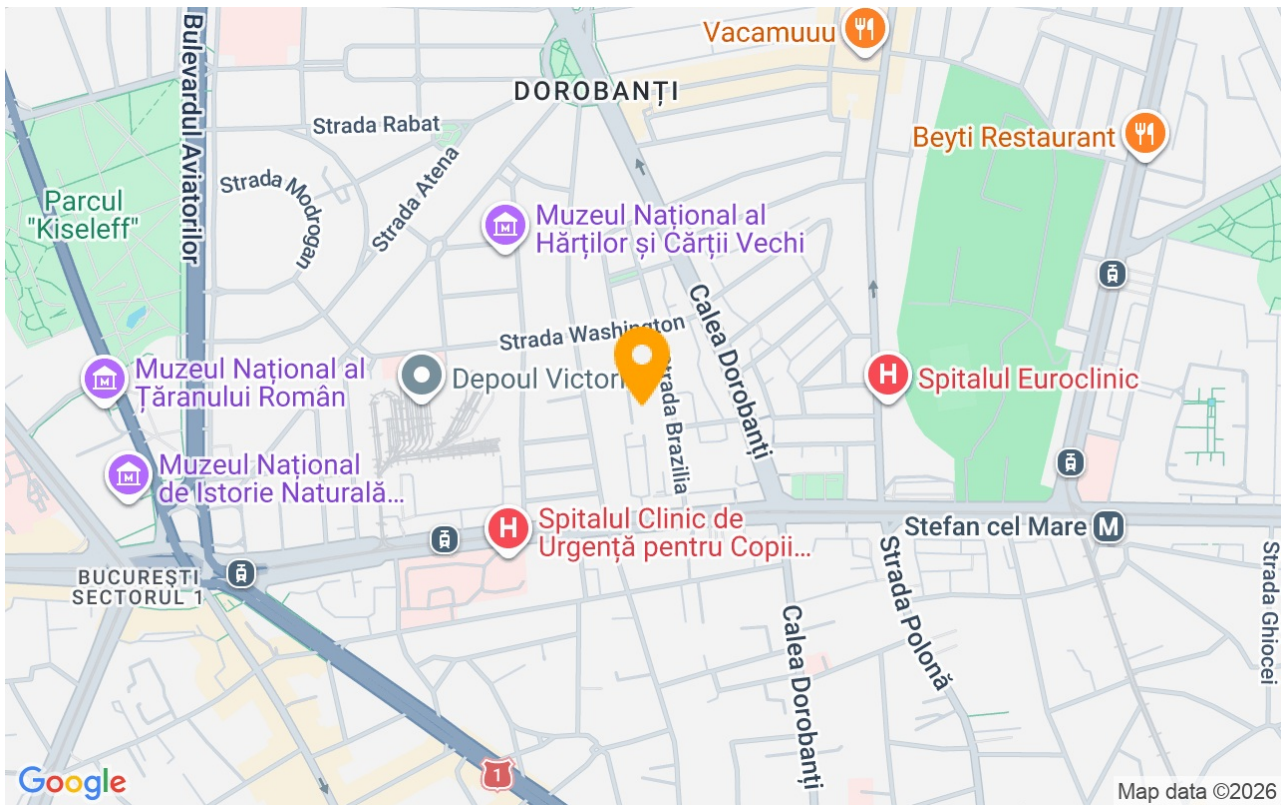 Vacamuuu
DOROBANȚI
Bulevardul Aviatorilor
Strada Rabat
Beyti Restaurant
Strada Atena
Strada Modrogan
Parcul
"Kiseleff"
Muzeul Național al
Hărților și Cărții Vechi
Calea Dorobanți
Strada Washington
Muzeul Național al
Țăranului Român
Depoul Victori
Strada Brazilia
H
Spitalul Euroclinic
Muzeul Național
de Istorie Naturală...
H
Spitalul Clinic de
Urgență pentru Copii...
Stefan cel Mare
M
BUCUREȘTI
SECTORUL 1
Strada Polonă
Strada Ghiocei
Calea Dorobanți
1
Google
Map data ©2026